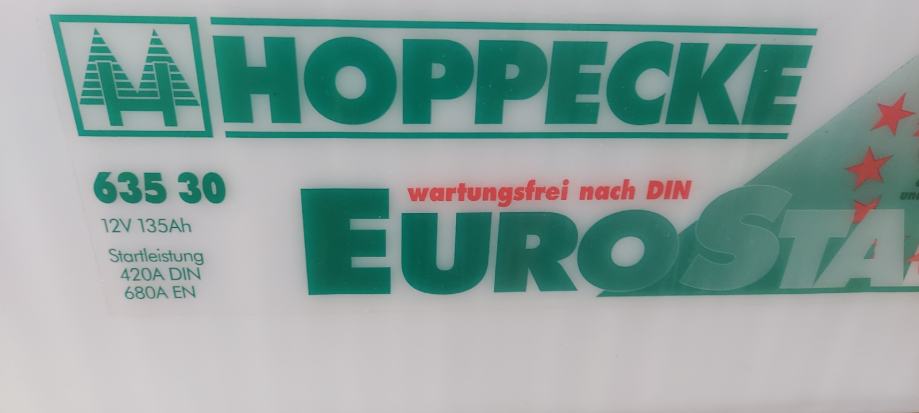 HOPPECKE
635 30
12V 135Ah
Startleistung
420A DIN
680A EN
wartungsfrei nach DIN
EUROSTA